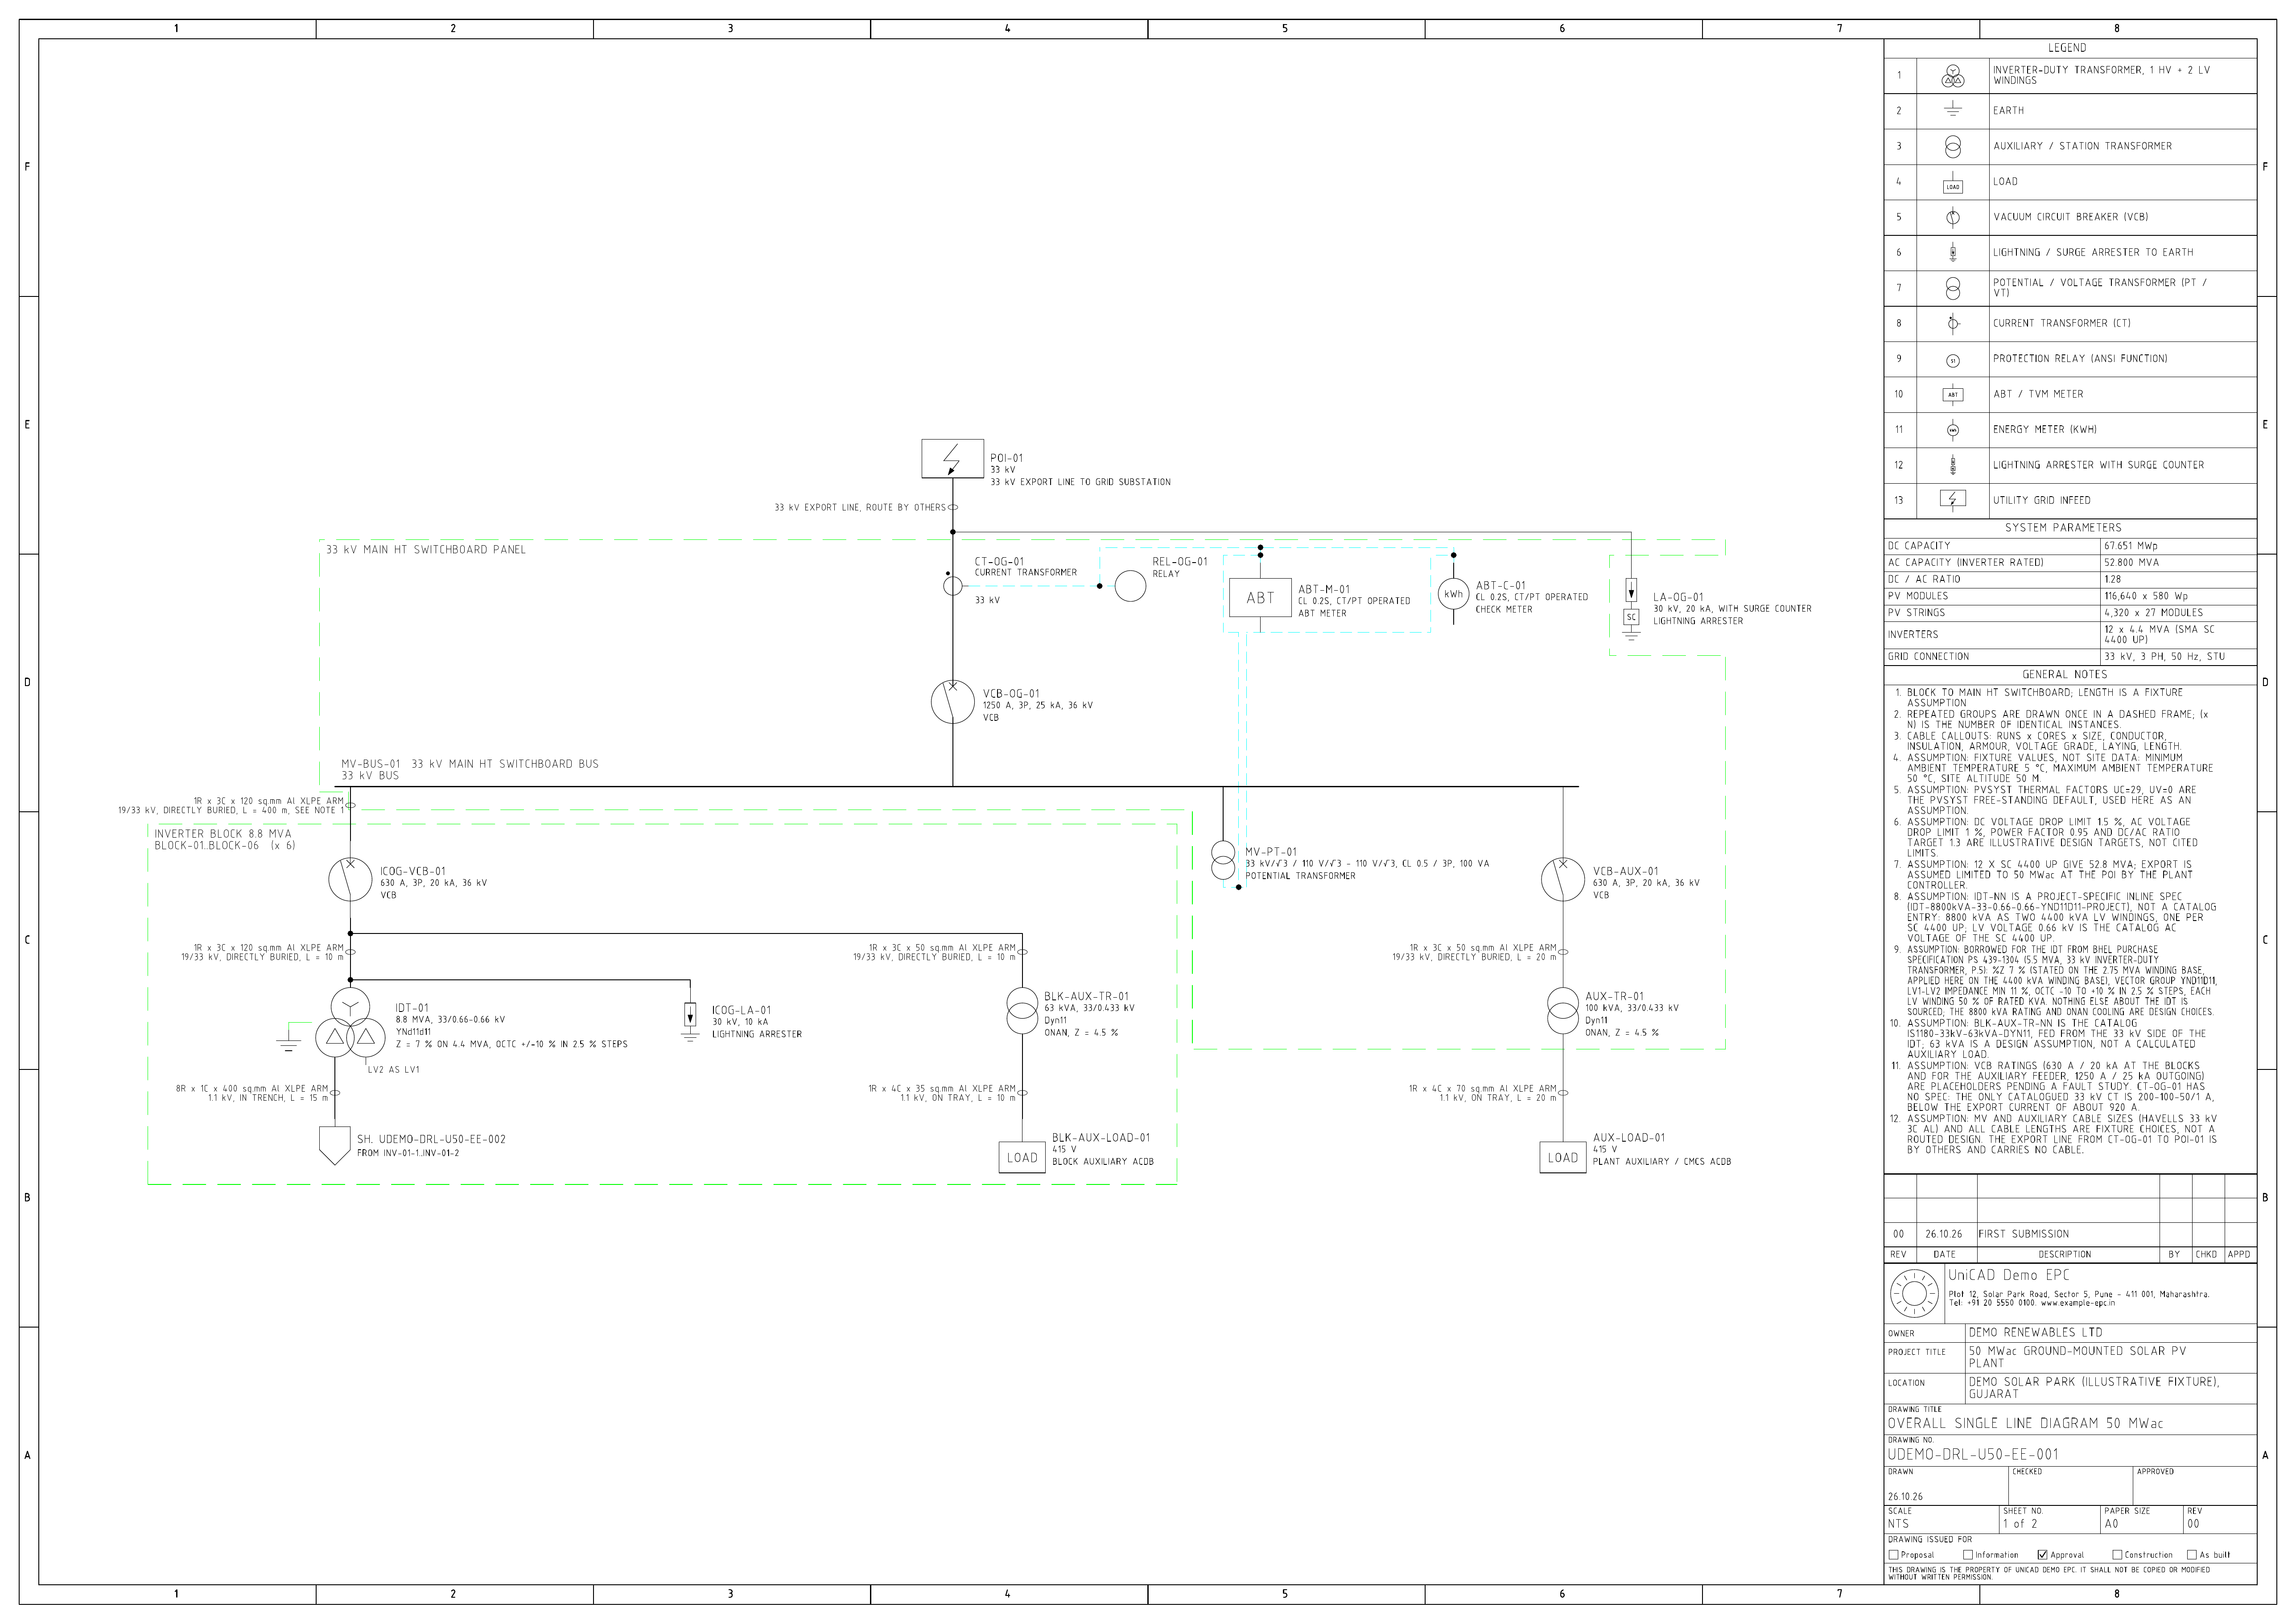 1 2 3 4 5 6 7 8
F
E
D
C
B
A
F
E
D
C
B
A
POI-01
33 kV
33 kV EXPORT LINE TO GRID SUBSTATION
33 kV EXPORT LINE, ROUTE BY OTHERS
33 kV MAIN HT SWITCHBOARD PANEL
CT-OG-01
CURRENT TRANSFORMER
33 kV
REL-OG-01
RELAY
ABT
ABT-M-01
CL 0.2S, CT/PT OPERATED
ABT METER
kWh
ABT-C-01
CL 0.2S, CT/PT OPERATED
CHECK METER
SC
LA-OG-01
30 kV, 20 kA, WITH SURGE COUNTER
LIGHTNING ARRESTER
VCB-OG-01
1250 A, 3P, 25 kA, 36 kV
VCB
MV-BUS-01 33 kV MAIN HT SWITCHBOARD BUS
33 kV BUS
1R x 3C x 120 sq.mm Al XLPE ARM
19/33 kV, DIRECTLY BURIED, L = 400 m, SEE NOTE 1
INVERTER BLOCK 8.8 MVA
BLOCK-01..BLOCK-06 (x 6)
ICOG-VCB-01
630 A, 3P, 20 kA, 36 kV
VCB
MV-PT-01
33 kV/√3 / 110 V/√3 - 110 V/√3, CL 0.5 / 3P, 100 VA
POTENTIAL TRANSFORMER
VCB-AUX-01
630 A, 3P, 20 kA, 36 kV
VCB
1R x 3C x 120 sq.mm Al XLPE ARM
19/33 kV, DIRECTLY BURIED, L = 10 m
1R x 3C x 50 sq.mm Al XLPE ARM
19/33 kV, DIRECTLY BURIED, L = 10 m
1R x 3C x 50 sq.mm Al XLPE ARM
19/33 kV, DIRECTLY BURIED, L = 20 m
IDT-01
8.8 MVA, 33/0.66-0.66 kV
YNd11d11
Z = 7 % ON 4.4 MVA, OCTC +/-10 % IN 2.5 % STEPS
LV2 AS LV1
ICOG-LA-01
30 kV, 10 kA
LIGHTNING ARRESTER
BLK-AUX-TR-01
63 kVA, 33/0.433 kV
Dyn11
ONAN, Z = 4.5 %
AUX-TR-01
100 kVA, 33/0.433 kV
Dyn11
ONAN, Z = 4.5 %
8R x 1C x 400 sq.mm Al XLPE ARM
1.1 kV, IN TRENCH, L = 15 m
1R x 4C x 35 sq.mm Al XLPE ARM
1.1 kV, ON TRAY, L = 10 m
1R x 4C x 70 sq.mm Al XLPE ARM
1.1 kV, ON TRAY, L = 20 m
SH. UDEMO-DRL-U50-EE-002
FROM INV-01-1..INV-01-2
LOAD
BLK-AUX-LOAD-01
415 V
BLOCK AUXILIARY ACDB
LOAD
AUX-LOAD-01
415 V
PLANT AUXILIARY / CMCS ACDB
LEGEND
1 INVERTER-DUTY TRANSFORMER, 1 HV + 2 LV
WINDINGS
2 EARTH
3 AUXILIARY / STATION TRANSFORMER
4 LOAD LOAD
5 VACUUM CIRCUIT BREAKER (VCB)
6 LIGHTNING / SURGE ARRESTER TO EARTH
7 POTENTIAL / VOLTAGE TRANSFORMER (PT /
VT)
8 CURRENT TRANSFORMER (CT)
9 51 PROTECTION RELAY (ANSI FUNCTION)
10 ABT ABT / TVM METER
11 kWh ENERGY METER (KWH)
12 LIGHTNING ARRESTER WITH SURGE COUNTER
13 UTILITY GRID INFEED
SYSTEM PARAMETERS
DC CAPACITY 67.651 MWp
AC CAPACITY (INVERTER RATED) 52.800 MVA
DC / AC RATIO 1.28
PV MODULES 116,640 x 580 Wp
PV STRINGS 4,320 x 27 MODULES
INVERTERS 12 x 4.4 MVA (SMA SC
4400 UP)
GRID CONNECTION 33 kV, 3 PH, 50 Hz, STU
GENERAL NOTES
1. BLOCK TO MAIN HT SWITCHBOARD; LENGTH IS A FIXTURE
ASSUMPTION
2. REPEATED GROUPS ARE DRAWN ONCE IN A DASHED FRAME; (x
N) IS THE NUMBER OF IDENTICAL INSTANCES.
3. CABLE CALLOUTS: RUNS x CORES x SIZE, CONDUCTOR,
INSULATION, ARMOUR, VOLTAGE GRADE, LAYING, LENGTH.
4. ASSUMPTION: FIXTURE VALUES, NOT SITE DATA: MINIMUM
AMBIENT TEMPERATURE 5 °C, MAXIMUM AMBIENT TEMPERATURE
50 °C, SITE ALTITUDE 50 M.
5. ASSUMPTION: PVSYST THERMAL FACTORS UC=29, UV=0 ARE
THE PVSYST FREE-STANDING DEFAULT, USED HERE AS AN
ASSUMPTION.
6. ASSUMPTION: DC VOLTAGE DROP LIMIT 1.5 %, AC VOLTAGE
DROP LIMIT 1 %, POWER FACTOR 0.95 AND DC/AC RATIO
TARGET 1.3 ARE ILLUSTRATIVE DESIGN TARGETS, NOT CITED
LIMITS.
7. ASSUMPTION: 12 X SC 4400 UP GIVE 52.8 MVA; EXPORT IS
ASSUMED LIMITED TO 50 MWac AT THE POI BY THE PLANT
CONTROLLER.
8. ASSUMPTION: IDT-NN IS A PROJECT-SPECIFIC INLINE SPEC
(IDT-8800kVA-33-0.66-0.66-YND11D11-PROJECT), NOT A CATALOG
ENTRY: 8800 kVA AS TWO 4400 kVA LV WINDINGS, ONE PER
SC 4400 UP; LV VOLTAGE 0.66 kV IS THE CATALOG AC
VOLTAGE OF THE SC 4400 UP.
9. ASSUMPTION: BORROWED FOR THE IDT FROM BHEL PURCHASE
SPECIFICATION PS 439-1304 (5.5 MVA, 33 kV INVERTER-DUTY
TRANSFORMER, P.5): %Z 7 % (STATED ON THE 2.75 MVA WINDING BASE,
APPLIED HERE ON THE 4400 kVA WINDING BASE), VECTOR GROUP YND11D11,
LV1-LV2 IMPEDANCE MIN 11 %, OCTC -10 TO +10 % IN 2.5 % STEPS, EACH
LV WINDING 50 % OF RATED KVA. NOTHING ELSE ABOUT THE IDT IS
SOURCED; THE 8800 kVA RATING AND ONAN COOLING ARE DESIGN CHOICES.
10. ASSUMPTION: BLK-AUX-TR-NN IS THE CATALOG
IS1180-33kV-63kVA-DYN11, FED FROM THE 33 kV SIDE OF THE
IDT; 63 kVA IS A DESIGN ASSUMPTION, NOT A CALCULATED
AUXILIARY LOAD.
11. ASSUMPTION: VCB RATINGS (630 A / 20 kA AT THE BLOCKS
AND FOR THE AUXILIARY FEEDER, 1250 A / 25 kA OUTGOING)
ARE PLACEHOLDERS PENDING A FAULT STUDY. CT-OG-01 HAS
NO SPEC: THE ONLY CATALOGUED 33 kV CT IS 200-100-50/1 A,
BELOW THE EXPORT CURRENT OF ABOUT 920 A.
12. ASSUMPTION: MV AND AUXILIARY CABLE SIZES (HAVELLS 33 kV
3C AL) AND ALL CABLE LENGTHS ARE FIXTURE CHOICES, NOT A
ROUTED DESIGN. THE EXPORT LINE FROM CT-OG-01 TO POI-01 IS
BY OTHERS AND CARRIES NO CABLE.
00 26.10.26 FIRST SUBMISSION
REV DATE DESCRIPTION BY CHKD APPD
UniCAD Demo EPC
Plot 12, Solar Park Road, Sector 5, Pune - 411 001, Maharashtra.
Tel: +91 20 5550 0100. www.example-epc.in
OWNER DEMO RENEWABLES LTD
PROJECT TITLE 50 MWac GROUND-MOUNTED SOLAR PV
PLANT
LOCATION DEMO SOLAR PARK (ILLUSTRATIVE FIXTURE),
GUJARAT
DRAWING TITLE
OVERALL SINGLE LINE DIAGRAM 50 MWac
DRAWING NO.
UDEMO-DRL-U50-EE-001
DRAWN CHECKED APPROVED
26.10.26
SCALE SHEET NO. PAPER SIZE REV
NTS 1 of 2 A0 00
DRAWING ISSUED FOR
Proposal Information Approval Construction As built
THIS DRAWING IS THE PROPERTY OF UNICAD DEMO EPC. IT SHALL NOT BE COPIED OR MODIFIED
WITHOUT WRITTEN PERMISSION.
1 2 3 4 5 6 7 8